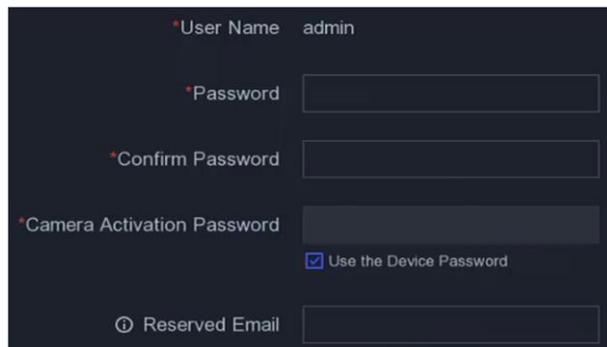 *User Name admin
*Password
*Confirm Password
*Camera Activation Password
Use the Device Password
Reserved Email